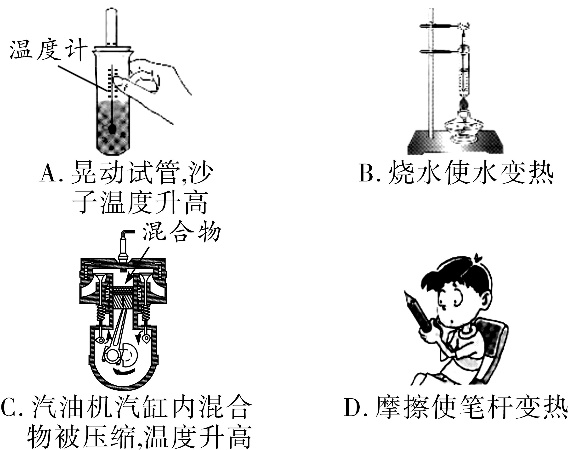 温度计
A. 晃动试管,沙
子温度升高
B. 烧水使水变热
混合物
C. 汽油机汽缸内混合
物被压缩,温度升高
D. 摩擦使笔杆变热